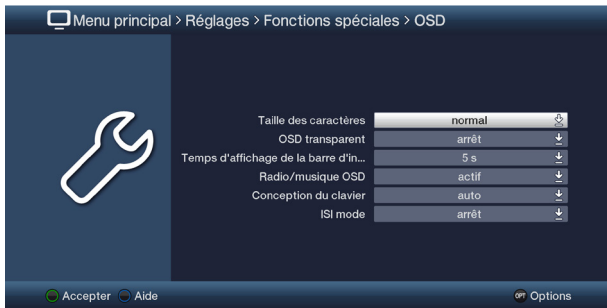 Menu principal > Réglages > Fonctions spéciales > OSD
Taille des caractères normal
OSD transparent arrêt
Temps d'affichage de la barre d'in... 5 s
Radio/musique OSD actif
Conception du clavier auto
ISI mode arrêt
Accepter Aide OPT Options